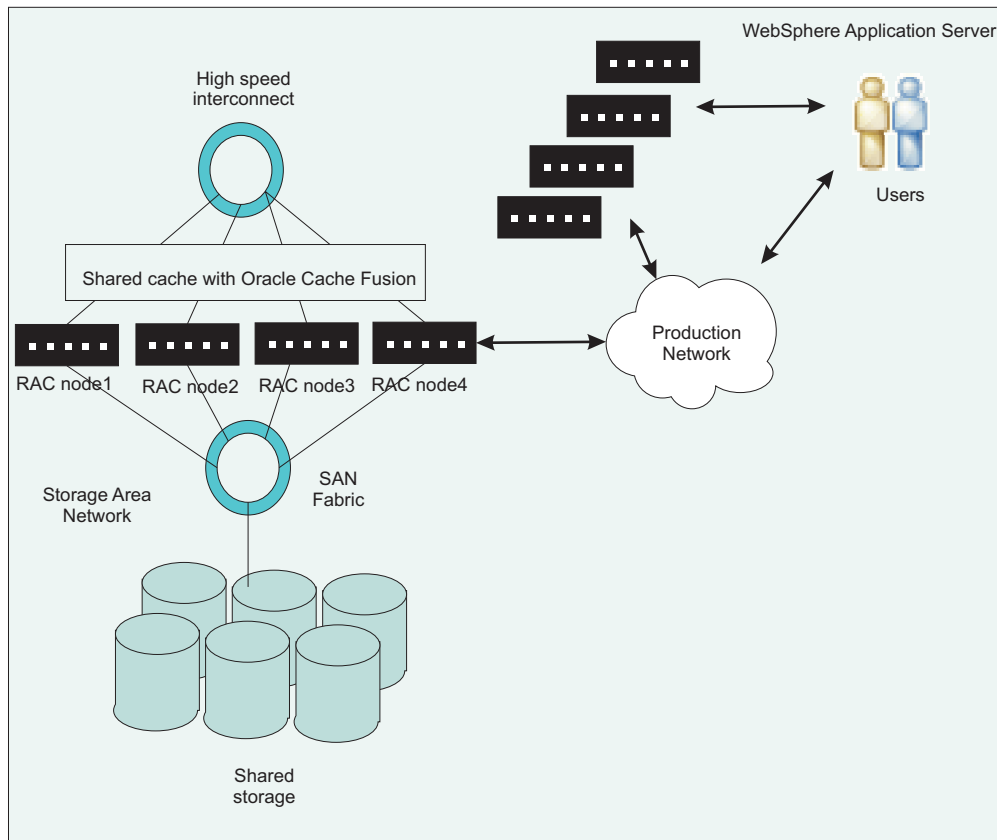 WebSphere Application Server
High speed
interconnect
Users
Shared cache with Oracle Cache Fusion
Production
Network
RAC node1
RAC node2
RAC node3
RAC node4
Storage Area
Network
SAN
Fabric
Shared
storage